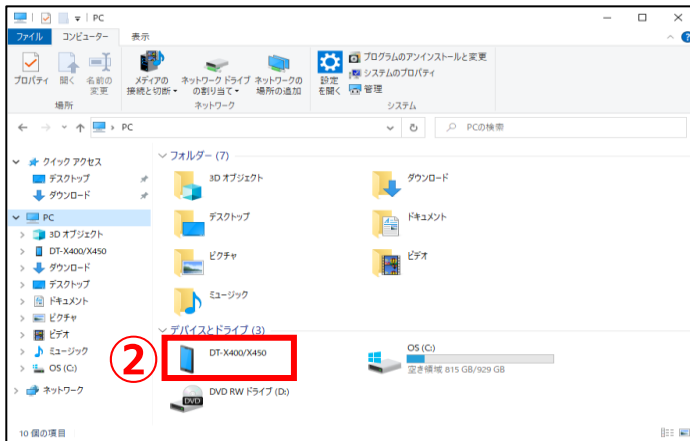 PC
ファイル コンピューター 表示
プロパティ 開く 名前の変更 メディアの接続と切断 ネットワーク ドライブの割り当て ネットワークの場所の追加 設定を開く プログラムのアンインストールと変更
システムのプロパティ
管理
場所 ネットワーク システム
PC PCの検索
クイック アクセス
デスクトップ
ダウンロード
PC
3D オブジェクト
DT-X400/X450
ダウンロード
デスクトップ
ドキュメント
ピクチャ
ビデオ
ミュージック
OS (C:)
ネットワーク
フォルダー (7)
3D オブジェクト ダウンロード
デスクトップ ドキュメント
ピクチャ ビデオ
ミュージック
デバイスとドライブ (3)
② DT-X400/X450 OS (C:)
空き領域 815 GB/929 GB
DVD DVD RW ドライブ (D:)
10 個の項目